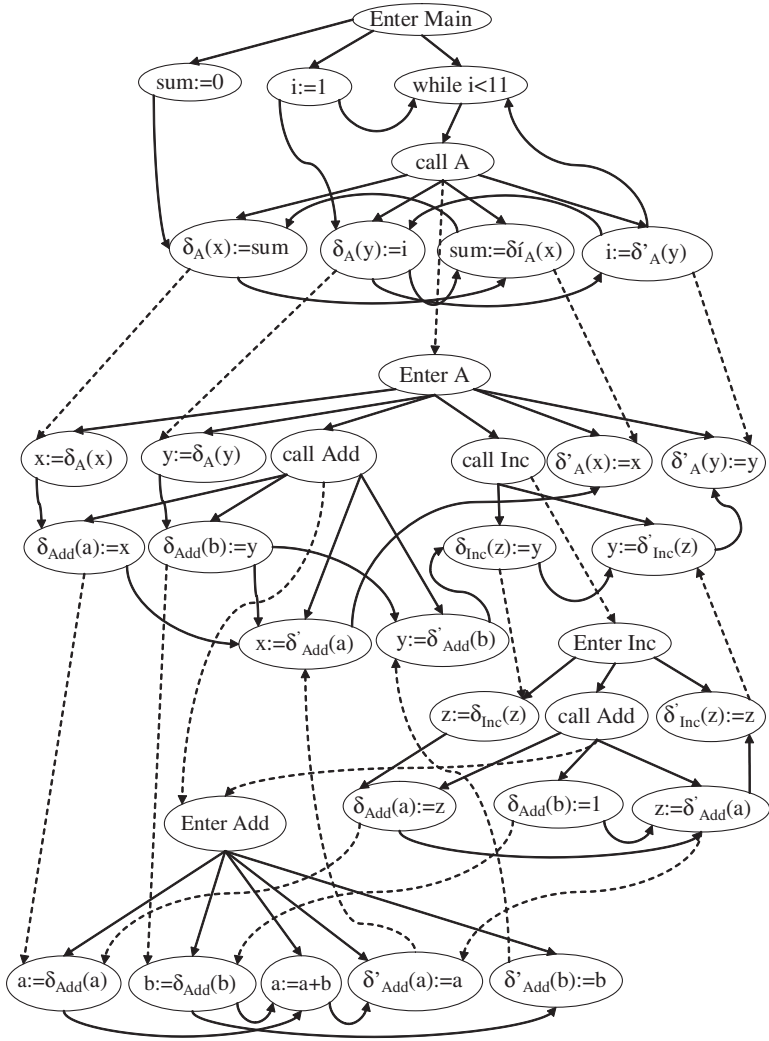 Enter Main
sum:=0
i:=1
while i<11
call A
δA(x):=sum
δA(y):=i
sum:=δíA(x)
i:=δ’A(y)
Enter A
x:=δA(x)
y:=δA(y)
call Add
call Inc
δ’A(x):=x
δ’A(y):=y
δAdd(a):=x
δAdd(b):=y
δInc(z):=y
y:=δ'Inc(z)
x:=δ'Add(a)
y:=δ'Add(b)
Enter Inc
z:=δInc(z)
call Add
δ'Inc(z):=z
Enter Add
δAdd(a):=z
δAdd(b):=1
z:=δ'Add(a)
a:=δAdd(a)
b:=δAdd(b)
a:=a+b
δ’Add(a):=a
δ’Add(b):=b